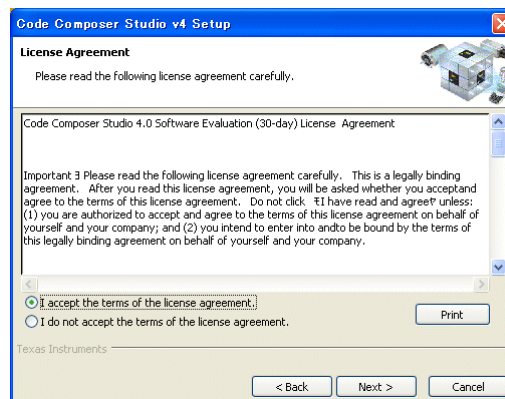 Code Composer Studio v4 Setup
License Agreement
Please read the following license agreement carefully.
Code Composer Studio 4.0 Software Evaluation (30-day) License  Agreement
Important ∃ Please read the following license agreement carefully.   This is a legally binding
agreement.   After you read this license agreement, you will be asked whether you acceptand
agree to the terms of this license agreement.   Do not click  ₹I have read and agree₹ unless:
(1) you are authorized to accept and agree to the terms of this license agreement on behalf of
yourself and your company; and (2) you intend to enter into andto be bound by the terms of
this legally binding agreement on behalf of yourself and your company.
I accept the terms of the license agreement.
I do not accept the terms of the license agreement.
Print
Texas Instruments
< Back
Next >
Cancel